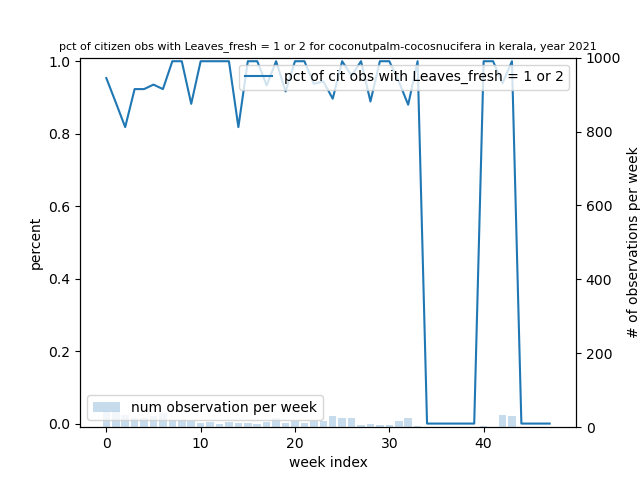 pct of citizen obs with Leaves_fresh = 1 or 2 for coconutpalm-cocosnucifera in kerala, year 2021
pct of cit obs with Leaves_fresh = 1 or 2
num observation per week
percent
1.0
0.8
0.6
0.4
0.2
0.0
1000
800
600
400
200
0
# of observations per week
0
10
20
30
40
week index